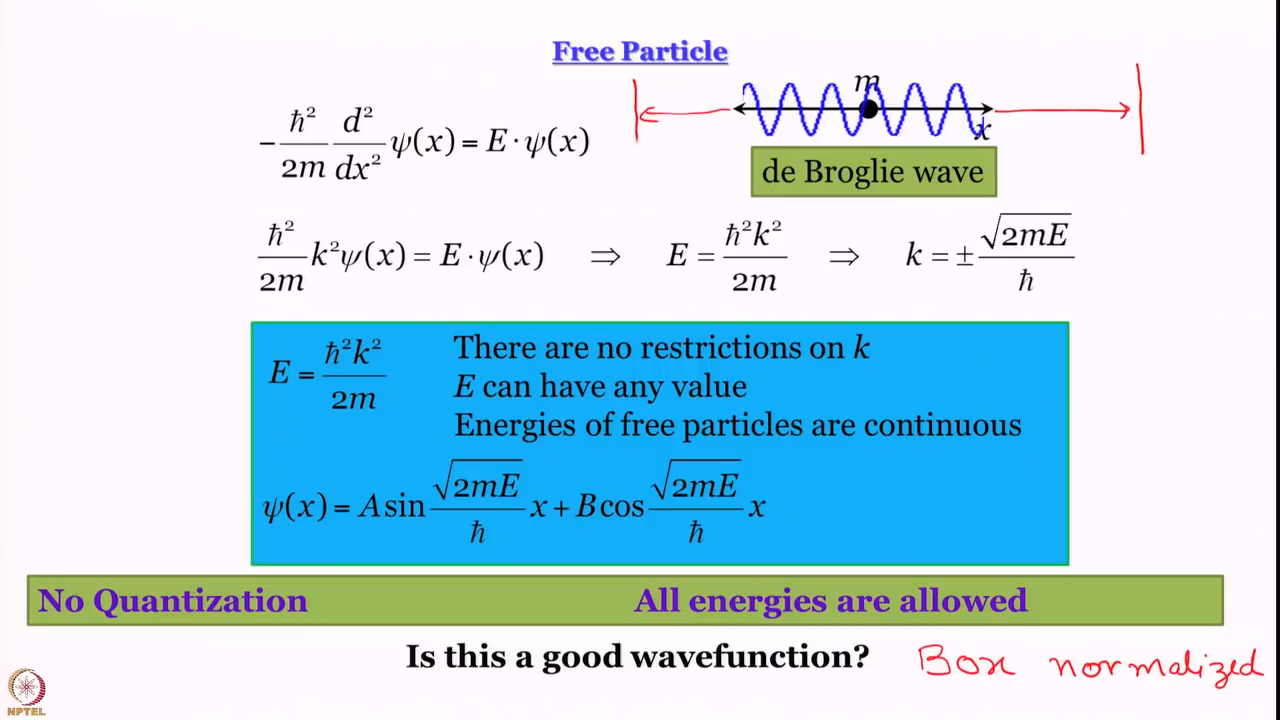 Free Particle
m
x
de Broglie wave
-ħ²/2m d²/dx² ψ(x) = E·ψ(x)
ħ²/2m k²ψ(x) = E·ψ(x) ⇒ E = ħ²k²/2m ⇒ k = ±√2mE/ħ
E = ħ²k²/2m
There are no restrictions on k
E can have any value
Energies of free particles are continuous
ψ(x) = A sin √2mE/ħ x + B cos √2mE/ħ x
No Quantization All energies are allowed
Is this a good wavefunction? Box normalized
NPTEL